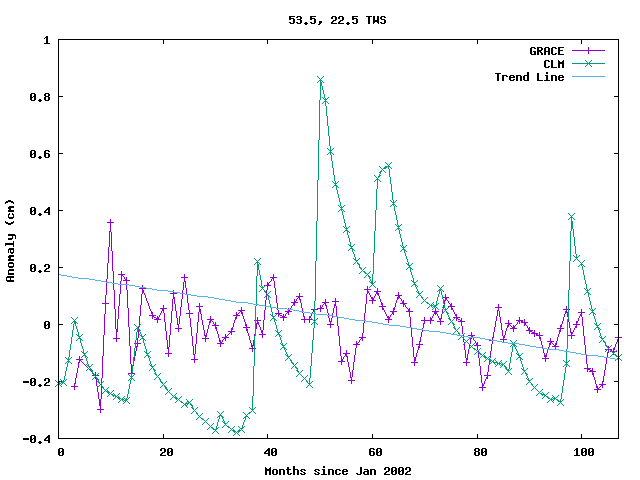 53.5, 22.5 TWS
GRACE
CLM
Trend Line
1
0.8
0.6
0.4
0.2
0
-0.2
-0.4
Anomaly (cm)
0 20 40 60 80 100
Months since Jan 2002